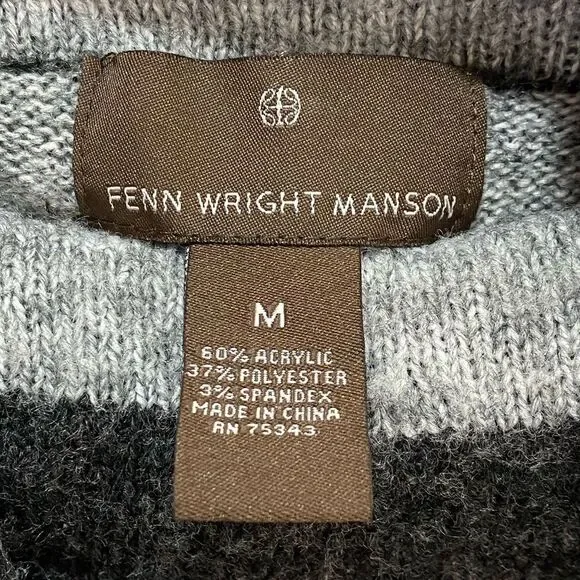 FENN WRIGHT MANSON
M
60% ACRYLIC
37% POLYESTER
3% SPANDEX
MADE IN CHINA
RN 75343